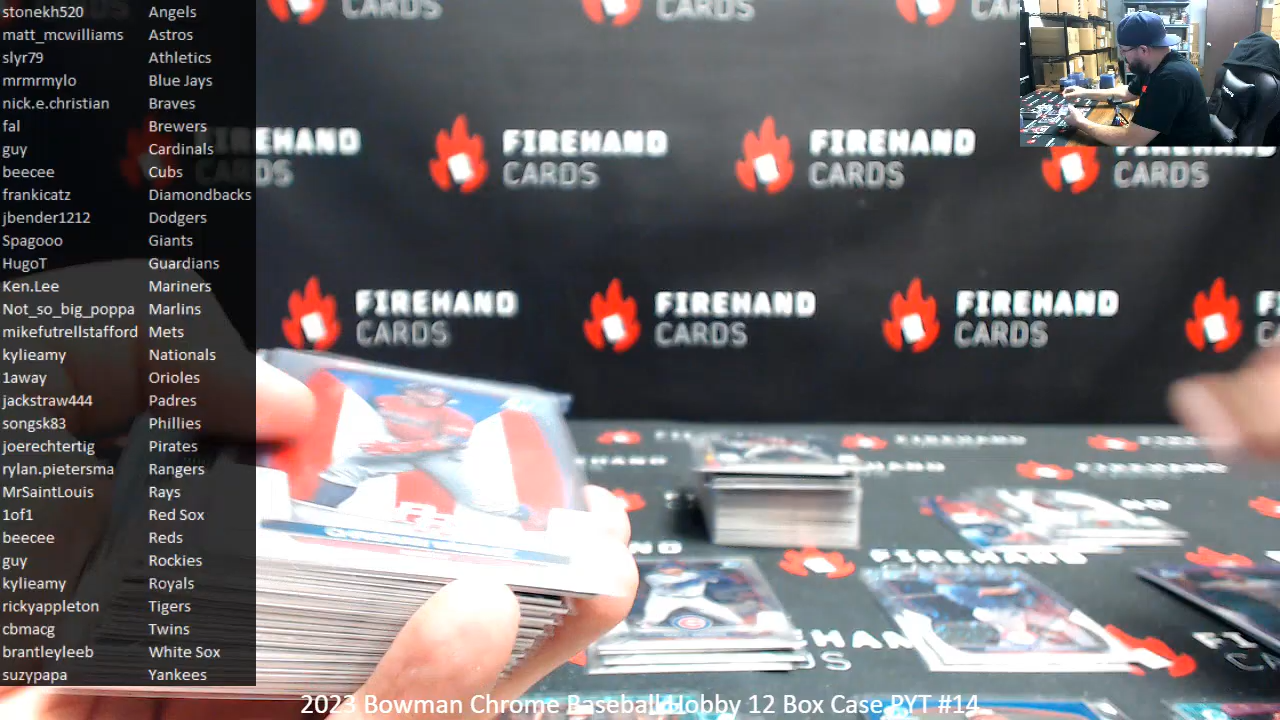 stonekh520 Angels
matt_mcwilliams Astros
slyr79 Athletics
mrmrmylo Blue Jays
nick.e.christian Braves
fal Brewers
guy Cardinals
beecee Cubs
frankicatz Diamondbacks
jbender1212 Dodgers
Spagooo Giants
HugoT Guardians
Ken.Lee Mariners
Not_so_big_poppa Marlins
mikefutrellstafford Mets
kylieamy Nationals
1away Orioles
jackstraw444 Padres
songsk83 Phillies
joerechtertig Pirates
rylan.pietersma Rangers
MrSaintLouis Rays
1of1 Red Sox
beecee Reds
guy Rockies
kylieamy Royals
rickyappleton Tigers
cbmacg Twins
brantleyleeb White Sox
suzypapa Yankees
CARDS CARDS
FIREHAND CARDS
FIREHAND CARDS
FIREHAND CARDS
CARDS
FIREHAND CARDS
FIREHAND CARDS
FIREHAND CARDS
FIREHAND
2023 Bowman Chrome Baseball Hobby 12 Box Case PYT #14